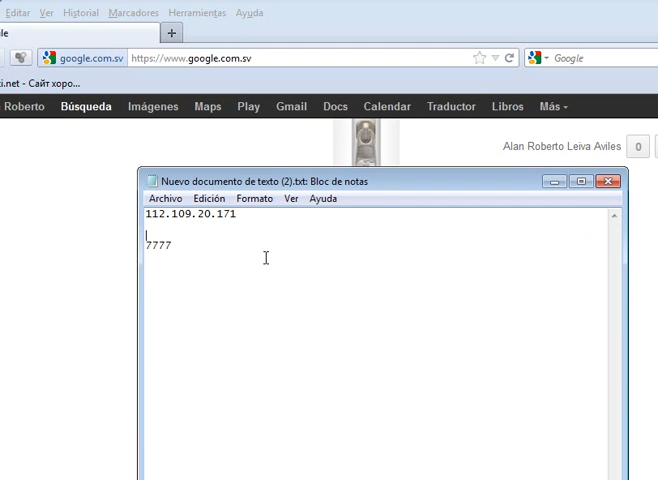 Editar Ver Historial Marcadores Herramientas Ayuda
le
google.com.sv https://www.google.com.sv Google
i.net - Сайт хоро...
Roberto Búsqueda Imágenes Maps Play Gmail Docs Calendar Traductor Libros Más
Alan Roberto Leiva Aviles 0
Nuevo documento de texto (2).txt: Bloc de notas
Archivo Edición Formato Ver Ayuda
112.109.20.171
7777